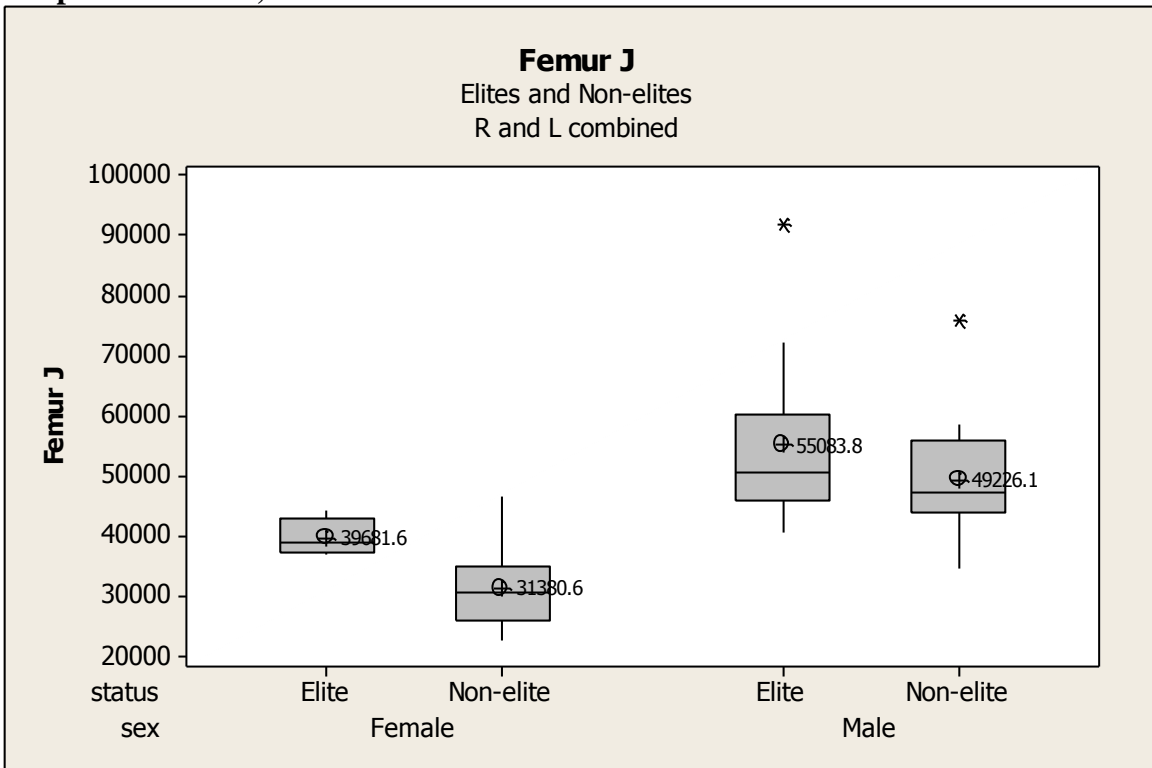 Femur J
Elites and Non-elites
R and L combined
Femur J
100000
90000
80000
70000
60000
50000
40000
30000
20000
39681.6
31380.6
55083.8
49226.1
status Elite Non-elite Elite Non-elite
sex Female Male